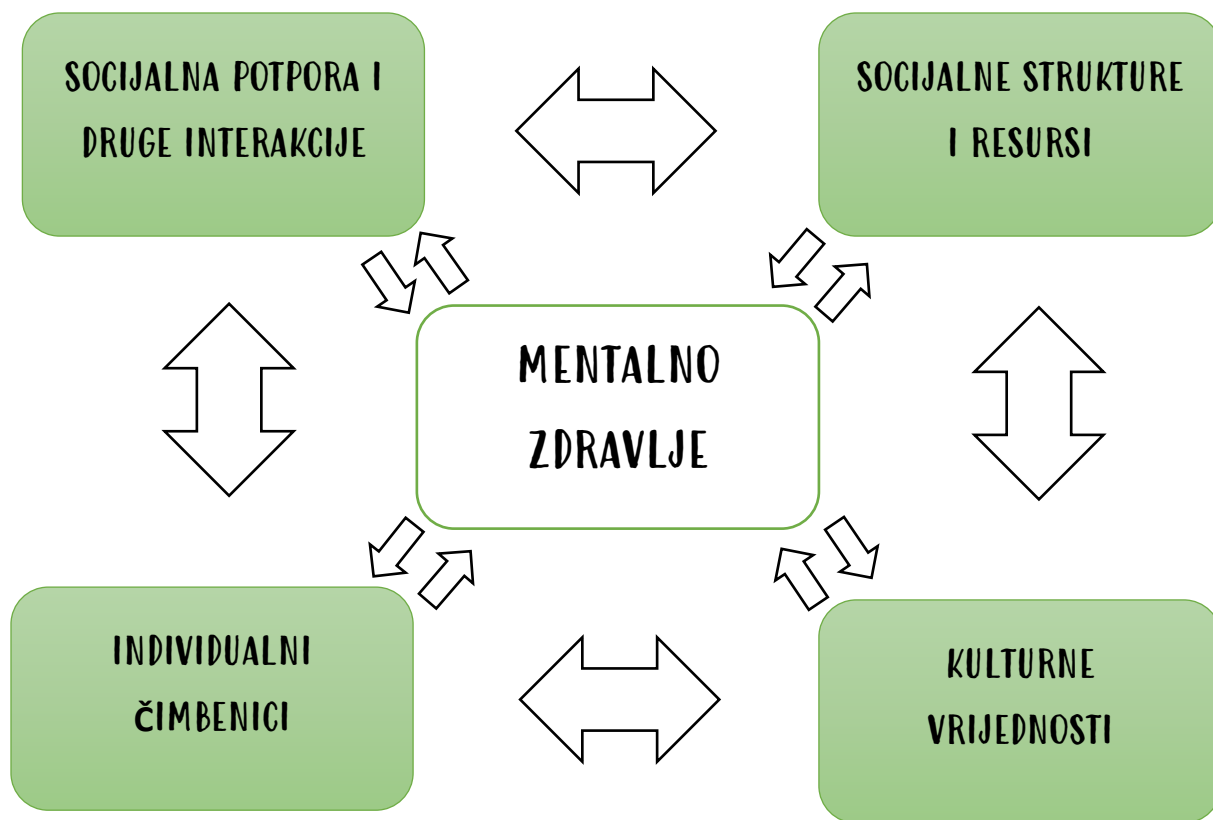 SOCIJALNA POTPORA I
DRUGE INTERAKCIJE
SOCIJALNE STRUKTURE
I RESURSI
MENTALNO
ZDRAVLJE
INDIVIDUALNI
ČIMBENICI
KULTURNE
VRIJEDNOSTI